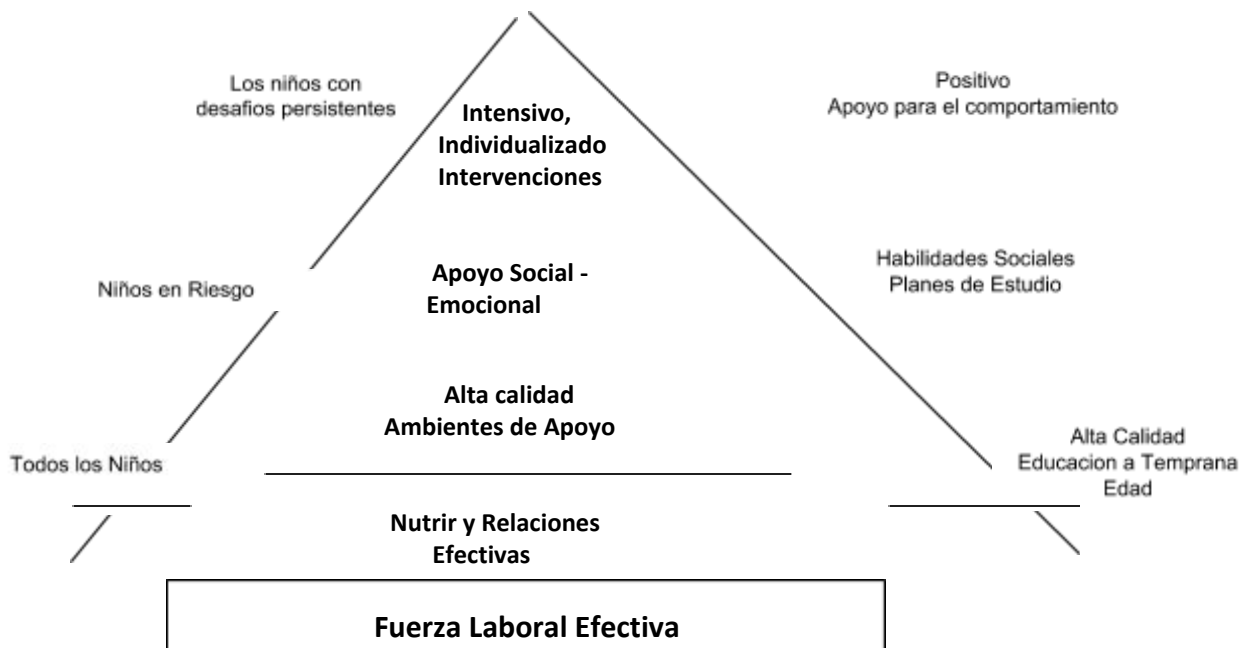 Los niños con
desafios persistentes
Positivo
Apoyo para el comportamiento
Intensivo,
Individualizado
Intervenciones
Niños en Riesgo
Apoyo Social -
Emocional
Habilidades Sociales
Planes de Estudio
Alta calidad
Ambientes de Apoyo
Todos los Niños
Alta Calidad
Educacion a Temprana
Edad
Nutrir y Relaciones
Efectivas
Fuerza Laboral Efectiva